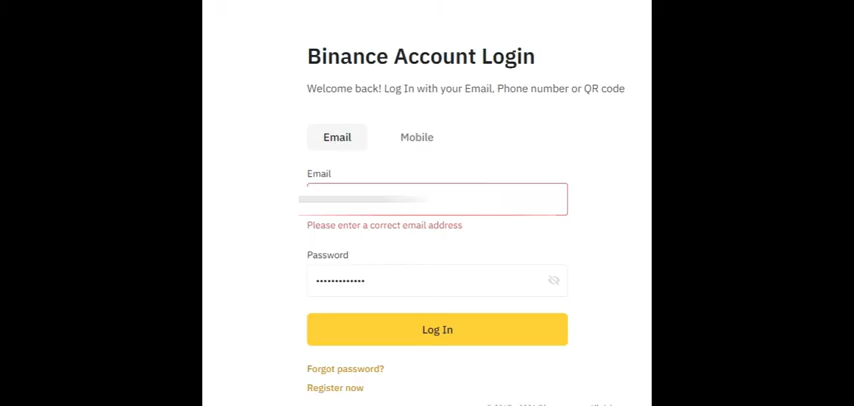 Binance Account Login
Welcome back! Log In with your Email, Phone number or QR code
Email Mobile
Email
Please enter a correct email address
Password
•••••••••••••
Log In
Forgot password?
Register now